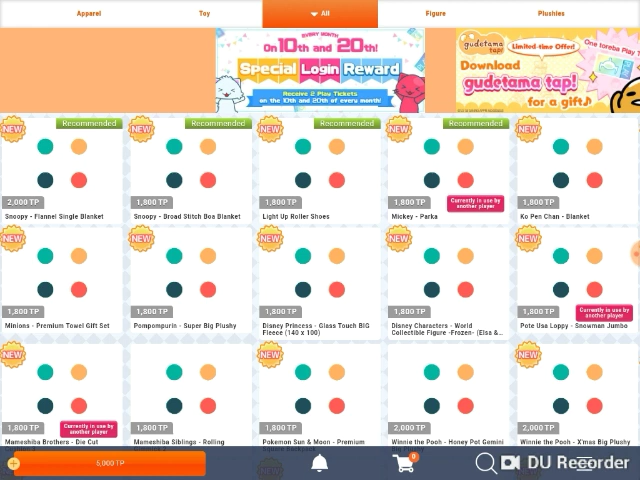 Apparel
Toy
All
Figure
Plushies
EVERY MONTH
On 10th and 20th!
Special Login Reward
Receive 2 Play Tickets
on the 10th and 20th of every month!
gudetama tap!
Limited-time Offer!
One Toreba Play T
Download
gudetama tap!
for a gift♪
NEW
Recommended
2,000 TP
Snoopy - Flannel Single Blanket
Recommended
NEW
1,800 TP
Snoopy - Broad Stitch Boa Blanket
Recommended
NEW
1,800 TP
Light Up Roller Shoes
Recommended
NEW
1,800 TP
Currently in use by
another player
Mickey - Parka
NEW
1,800 TP
Ko Pen Chan - Blanket
NEW
1,800 TP
Minions - Premium Towel Gift Set
NEW
1,800 TP
Pompompurin - Super Big Plushy
NEW
1,800 TP
Disney Princess - Glass Touch BIG
Fleece (140 x 100)
NEW
1,800 TP
Disney Characters - World
Collectible Figure -Frozen- (Elsa &...
NEW
1,800 TP
Currently in use by
another player
Pote Usa Loppy - Snowman Jumbo
NEW
1,800 TP
Currently in use by
another player
Mameshiba Brothers - Die Cut
1,800 TP
Mameshiba Siblings - Rolling
NEW
1,800 TP
Pokemon Sun & Moon - Premium
2,000 TP
Winnie the Pooh - Honey Pot Gemini
2,000 TP
Winnie the Pooh - X'mas Big Plushy
5,000 TP
0
DU Recorder